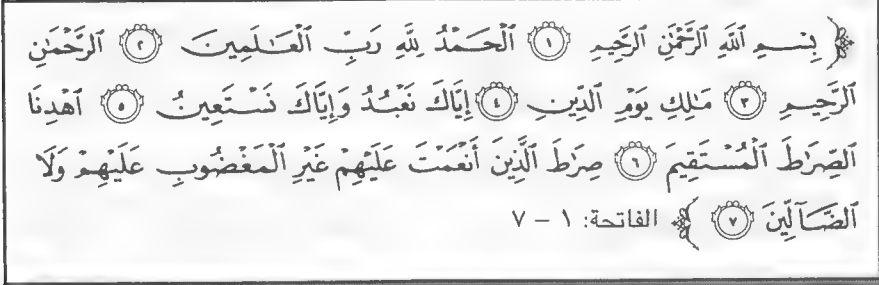 ﴿ بِسْمِ ٱللَّهِ ٱلرَّحْمَٰنِ ٱلرَّحِيمِ ١ ٱلْحَمْدُ لِلَّهِ رَبِّ ٱلْعَٰلَمِينَ ٢ ٱلرَّحْمَٰنِ
ٱلرَّحِيمِ ٣ مَٰلِكِ يَوْمِ ٱلدِّينِ ٤ إِيَّاكَ نَعْبُدُ وَإِيَّاكَ نَسْتَعِينُ ٥ ٱهْدِنَا
ٱلصِّرَٰطَ ٱلْمُسْتَقِيمَ ٦ صِرَٰطَ ٱلَّذِينَ أَنْعَمْتَ عَلَيْهِمْ غَيْرِ ٱلْمَغْضُوبِ عَلَيْهِمْ وَلَا
ٱلضَّآلِّينَ ٧ ﴾ الفاتحة: ١ – ٧